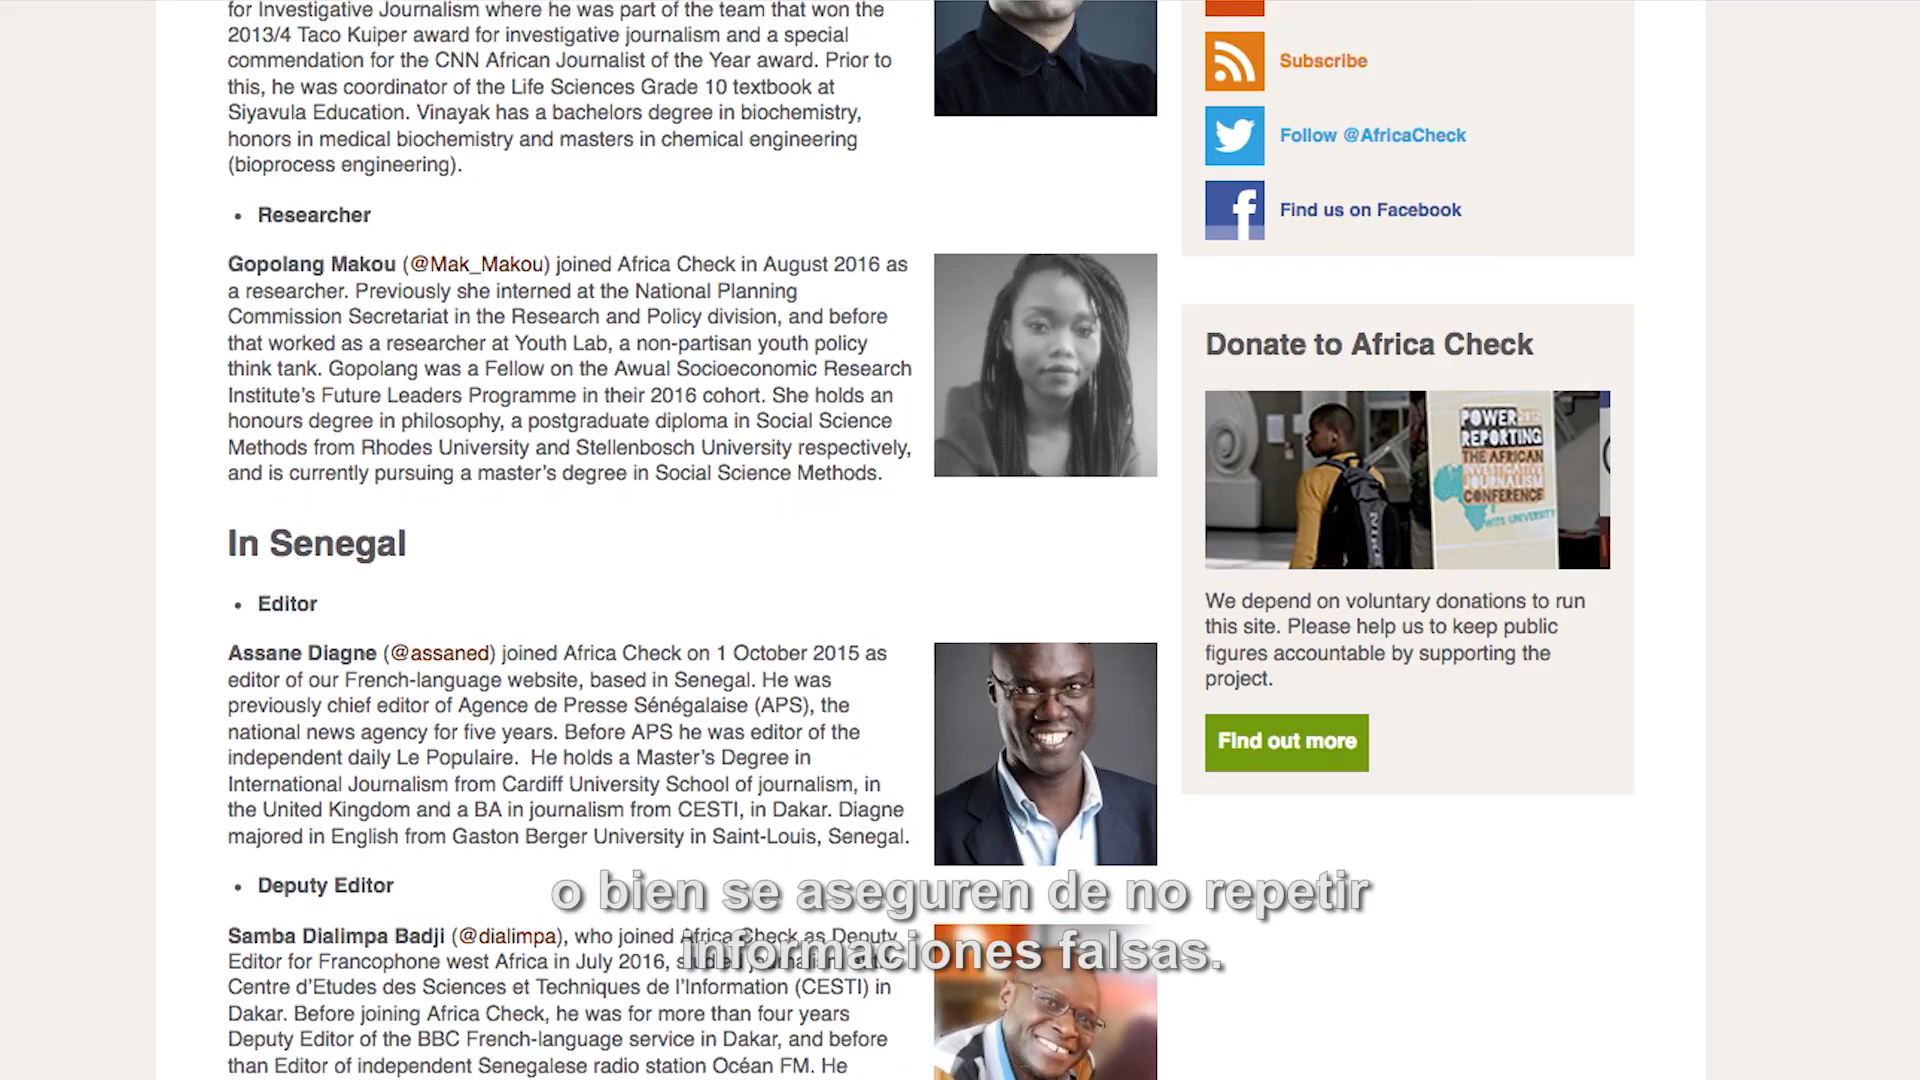 for Investigative Journalism where he was part of the team that won the
2013/4 Taco Kuiper award for investigative journalism and a special
commendation for the CNN African Journalist of the Year award. Prior to
this, he was coordinator of the Life Sciences Grade 10 textbook at
Siyavula Education. Vinayak has a bachelors degree in biochemistry,
honors in medical biochemistry and masters in chemical engineering
(bioprocess engineering).
• Researcher
Gopolang Makou (@Mak_Makou) joined Africa Check in August 2016 as
a researcher. Previously she interned at the National Planning
Commission Secretariat in the Research and Policy division, and before
that worked as a researcher at Youth Lab, a non-partisan youth policy
think tank. Gopolang was a Fellow on the Awual Socioeconomic Research
Institute’s Future Leaders Programme in their 2016 cohort. She holds an
honours degree in philosophy, a postgraduate diploma in Social Science
Methods from Rhodes University and Stellenbosch University respectively,
and is currently pursuing a master’s degree in Social Science Methods.
In Senegal
• Editor
Assane Diagne (@assaned) joined Africa Check on 1 October 2015 as
editor of our French-language website, based in Senegal. He was
previously chief editor of Agence de Presse Sénégalaise (APS), the
national news agency for five years. Before APS he was editor of the
independent daily Le Populaire.  He holds a Master’s Degree in
International Journalism from Cardiff University School of journalism, in
the United Kingdom and a BA in journalism from CESTI, in Dakar. Diagne
majored in English from Gaston Berger University in Saint-Louis, Senegal.
• Deputy Editor
Samba Dialimpa Badji (@dialimpa), who joined Africa Check as Deputy
Editor for Francophone west Africa in July 2016,
Centre d’Etudes des Sciences et Techniques de l’Information (CESTI) in
Dakar. Before joining Africa Check, he was for more than four years
Deputy Editor of the BBC French-language service in Dakar, and before
than Editor of independent Senegalese radio station Océan FM. He
Subscribe
Follow @AfricaCheck
Find us on Facebook
Donate to Africa Check
POWER
REPORTING
THE AFRICAN
INVESTIGATIVE
JOURNALISM
CONFERENCE
WITS UNIVERSITY
We depend on voluntary donations to run
this site. Please help us to keep public
figures accountable by supporting the
project.
Find out more
o bien se aseguren de no repetir
informaciones falsas.